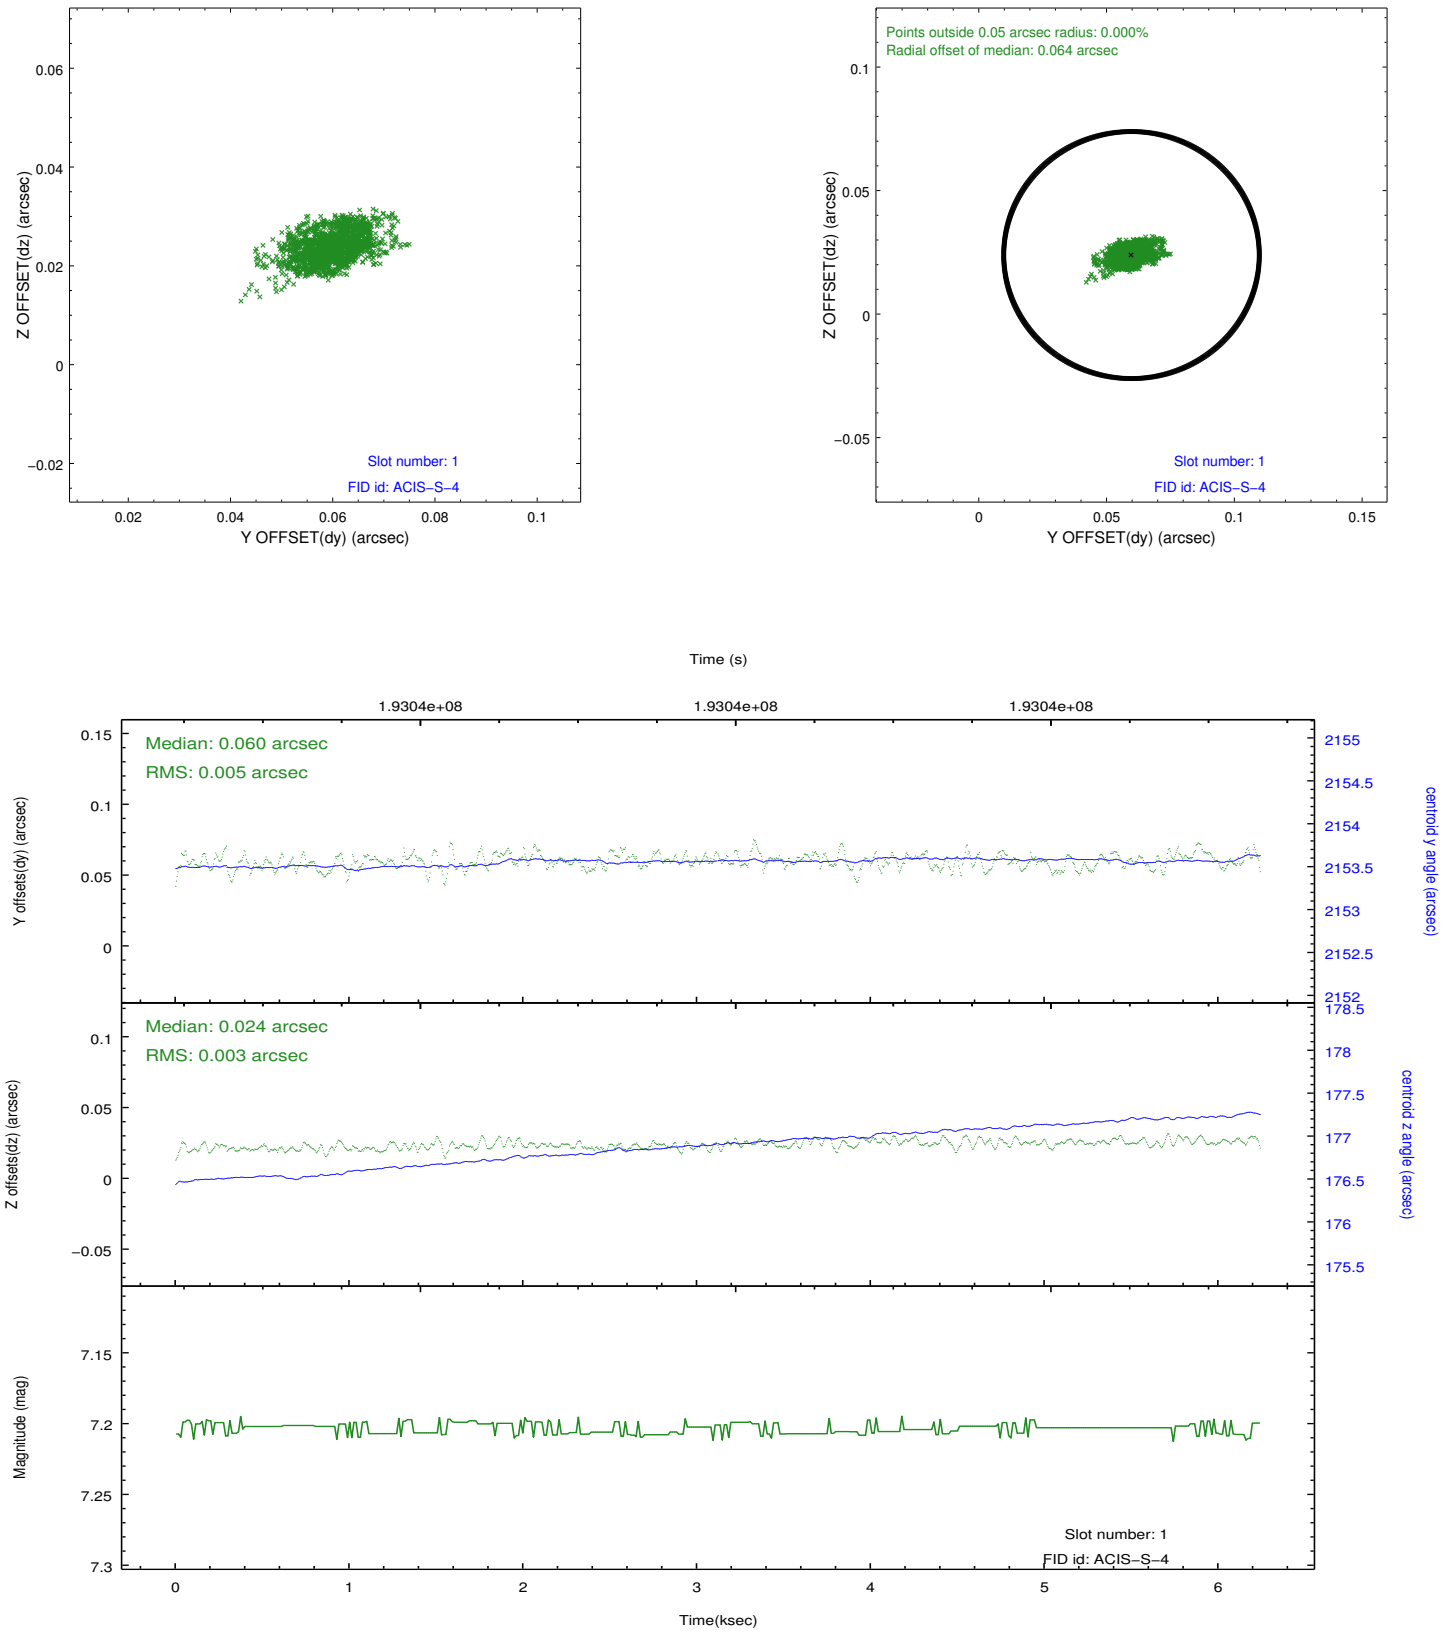 0.06
0.04
0.02
0
−0.02
Z OFFSET(dz) (arcsec)
Slot number: 1
FID id: ACIS−S−4
0.02 0.04 0.06 0.08 0.1
Y OFFSET(dy) (arcsec)
Points outside 0.05 arcsec radius: 0.000%
Radial offset of median: 0.064 arcsec
0.1
0.05
0
−0.05
Z OFFSET(dz) (arcsec)
Slot number: 1
FID id: ACIS−S−4
0 0.05 0.1 0.15
Y OFFSET(dy) (arcsec)
Time (s)
1.9304e+08 1.9304e+08 1.9304e+08
Median: 0.060 arcsec
RMS: 0.005 arcsec
0.15
0.1
0.05
0
Y offsets(dy) (arcsec)
2155
2154.5
2154
2153.5
2153
2152.5
2152
centroid y angle (arcsec)
Median: 0.024 arcsec
RMS: 0.003 arcsec
0.1
0.05
0
−0.05
Z offsets(dz) (arcsec)
178.5
178
177.5
177
176.5
176
175.5
centroid z angle (arcsec)
7.15
7.2
7.25
7.3
Magnitude (mag)
Slot number: 1
FID id: ACIS−S−4
0 1 2 3 4 5 6
Time(ksec)